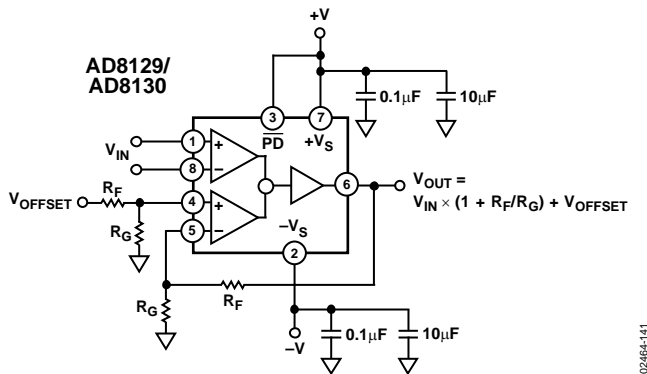 +V
AD8129/
AD8130
0.1μF
10μF
3
7
PD
+VS
1
+
VIN
8
–
VOUT =
VIN × (1 + RF/RG) + VOFFSET
6
VOFFSET
RF
4
+
–VS
RG
5
–
2
RF
RG
0.1μF
10μF
–V
02464-141